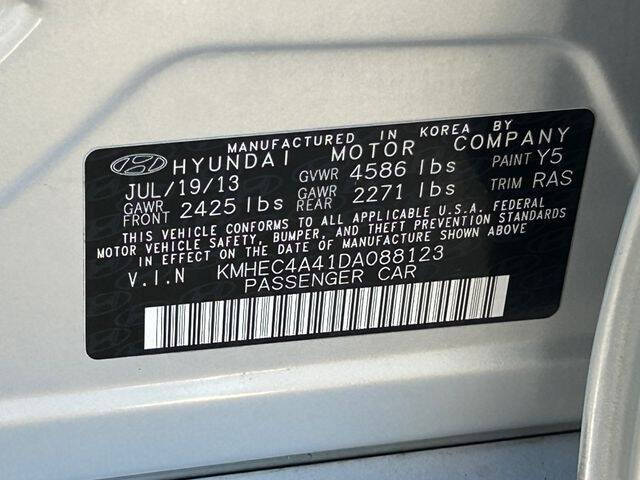 MANUFACTURED IN KOREA BY
HYUNDAI MOTOR COMPANY
JUL/19/13 GVWR 4586 lbs PAINT Y5
GAWR FRONT 2425 lbs GAWR REAR 2271 lbs TRIM RAS
THIS VEHICLE CONFORMS TO ALL APPLICABLE U.S.A. FEDERAL
MOTOR VEHICLE SAFETY, BUMPER, AND THEFT PREVENTION STANDARDS
IN EFFECT ON THE DATE OF MANUFACTURE SHOWN ABOVE.
V.I.N KMHEC4A41DA088123
PASSENGER CAR